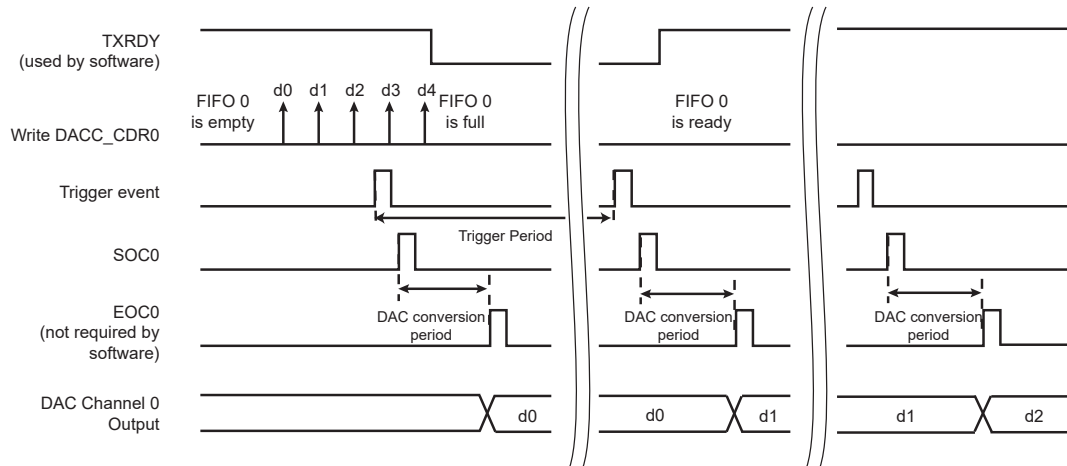 TXRDY
(used by software)
FIFO 0
is empty
d0
d1
d2
d3
d4
FIFO 0
is full
FIFO 0
is ready
Write DACC_CDR0
Trigger event
Trigger Period
SOC0
EOC0
(not required by
software)
DAC conversion
period
DAC conversion
period
DAC conversion
period
DAC Channel 0
Output
d0
d0
d1
d1
d2